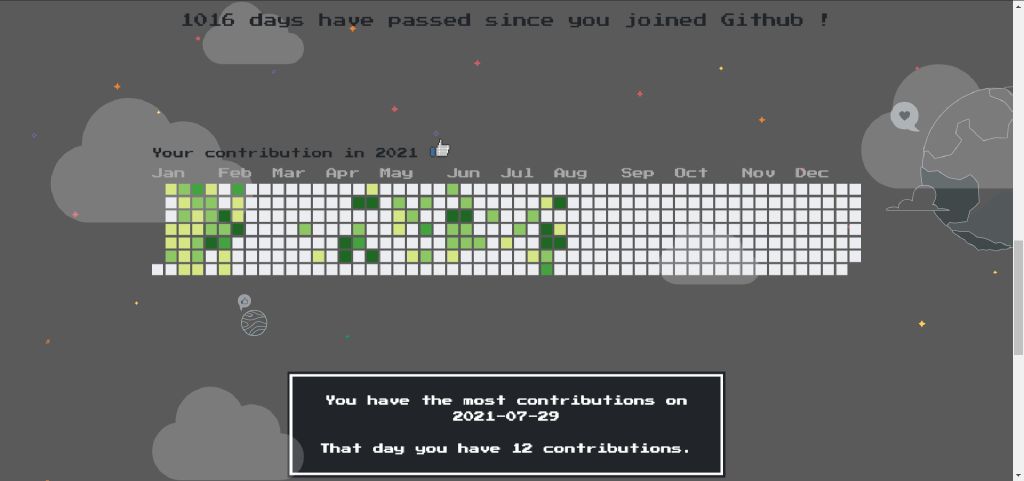 1016 days have passed since you joined Github !
Your contribution in 2021
Jan Feb Mar Apr May Jun Jul Aug Sep Oct Nov Dec
You have the most contributions on
2021-07-29
That day you have 12 contributions.